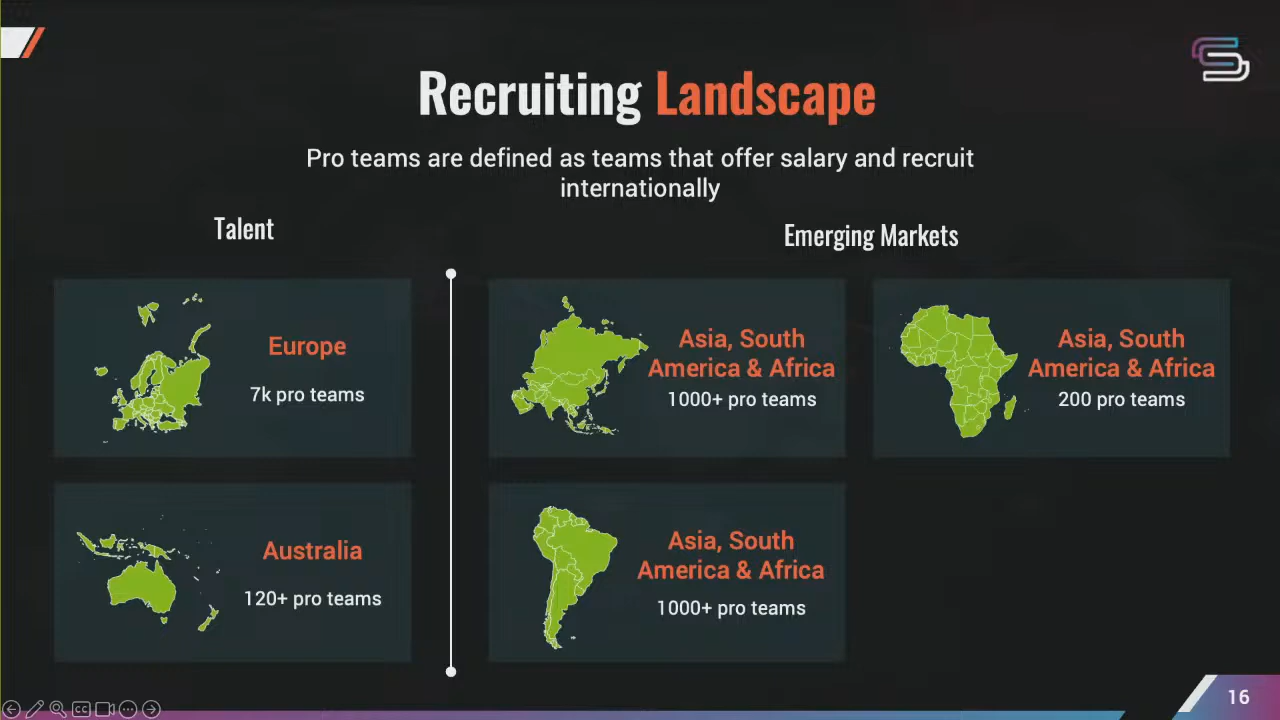 Recruiting Landscape
Pro teams are defined as teams that offer salary and recruit
internationally
Talent
Emerging Markets
Europe
7k pro teams
Asia, South
America & Africa
1000+ pro teams
Asia, South
America & Africa
200 pro teams
Australia
120+ pro teams
Asia, South
America & Africa
1000+ pro teams
16
CC